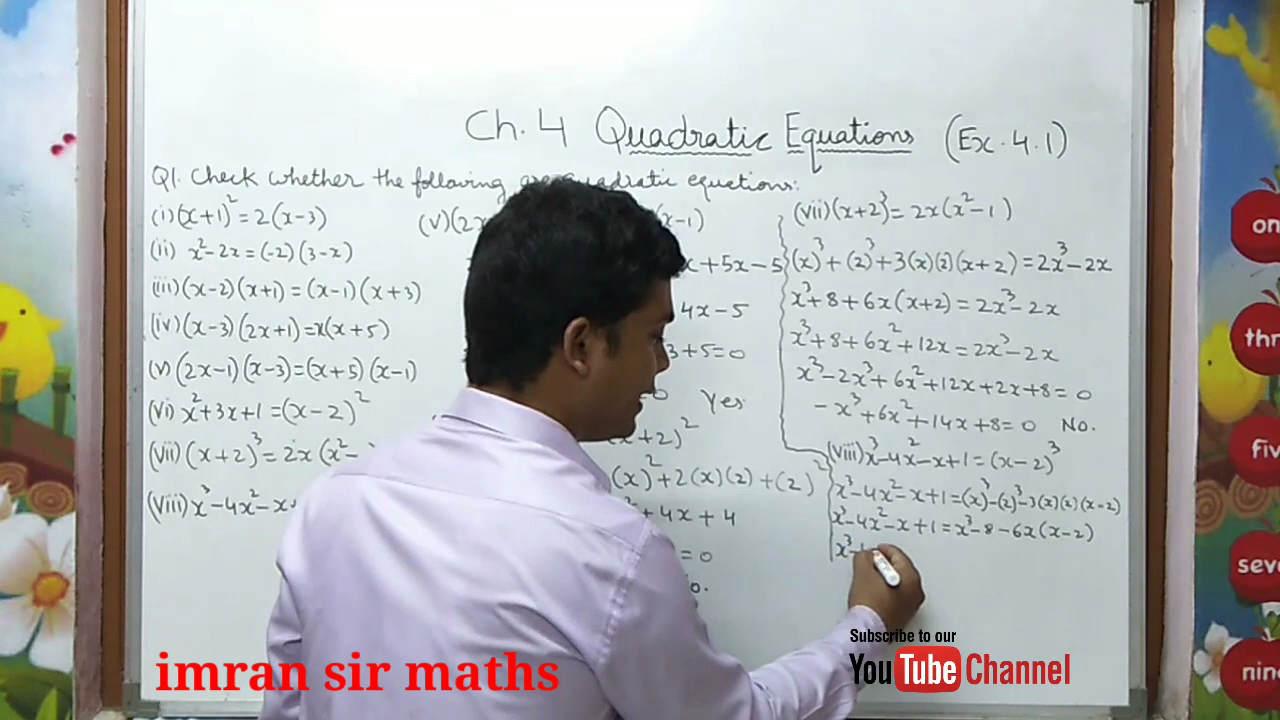 Ch. 4 Quadratic Equations (Ex. 4.1)
Q1. Check whether the following are quadratic equations:
(i) (x+1)² = 2(x-3)
(ii) x²-2x = (-2)(3-x)
(iii) (x-2)(x+1) = (x-1)(x+3)
(iv) (x-3)(2x+1) = x(x+5)
(v) (2x-1)(x-3) = (x+5)(x-1)
(vi) x²+3x+1 = (x-2)²
(vii) (x+2)³ = 2x(x²-
(viii) x³-4x²-x+
(v) (2x
(x-1)
x+5x-5
4x-5
3+5=0
Yes
x+2)²
(x)²+2(x)(2)+(2)²
+4x+4
=0
(vii) (x+2)³ = 2x(x²-1)
(x)³+(2)³+3(x)(2)(x+2) = 2x³-2x
x³+8+6x(x+2) = 2x³-2x
x³+8+6x²+12x = 2x³-2x
x³-2x³+6x²+12x+2x+8=0
-x³+6x²+14x+8=0 No.
(viii) x³-4x²-x+1 = (x-2)³
x³-4x²-x+1 = (x)³-(2)³-3(x)(2)(x-2)
x³-4x²-x+1 = x³-8-6x(x-2)
x³-
imran sir maths
Subscribe to our
YouTube Channel
on
thr
fiv
seve
nine